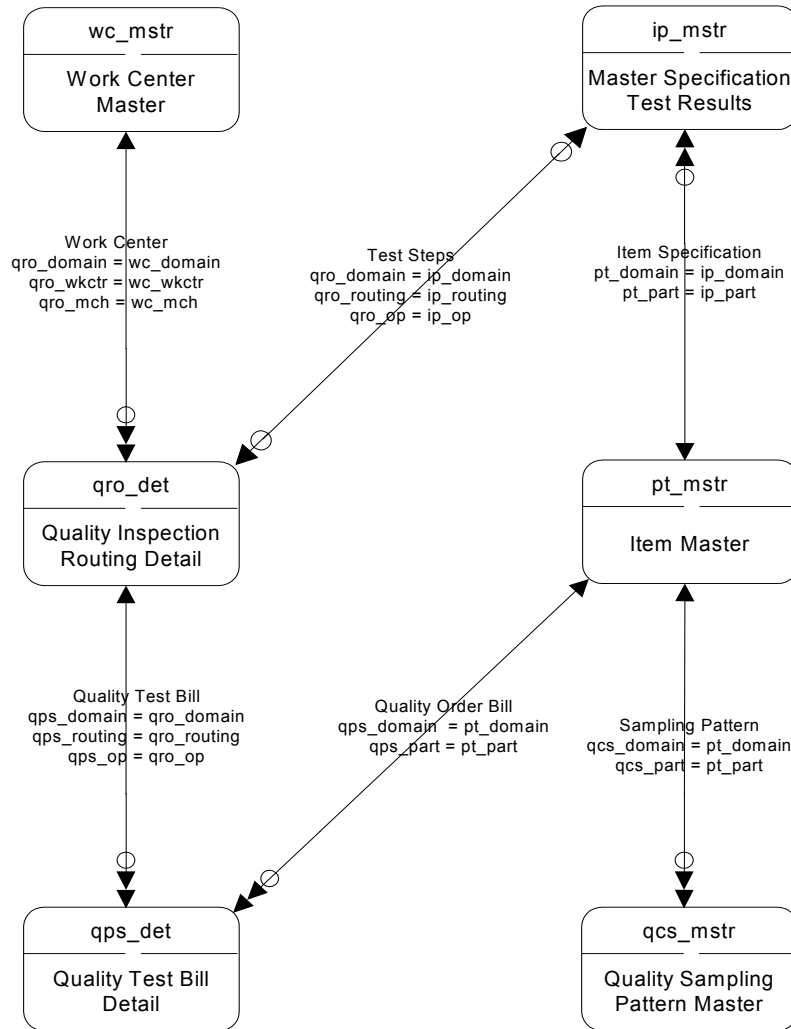 wc_mstr
Work Center
Master
ip_mstr
Master Specification
Test Results
Work Center
qro_domain = wc_domain
qro_wkctr = wc_wkctr
qro_mch = wc_mch
Test Steps
qro_domain = ip_domain
qro_routing = ip_routing
qro_op = ip_op
Item Specification
pt_domain = ip_domain
pt_part = ip_part
qro_det
Quality Inspection
Routing Detail
pt_mstr
Item Master
Quality Test Bill
qps_domain = qro_domain
qps_routing = qro_routing
qps_op = qro_op
Quality Order Bill
qps_domain = pt_domain
qps_part = pt_part
Sampling Pattern
qcs_domain = pt_domain
qcs_part = pt_part
qps_det
Quality Test Bill
Detail
qcs_mstr
Quality Sampling
Pattern Master